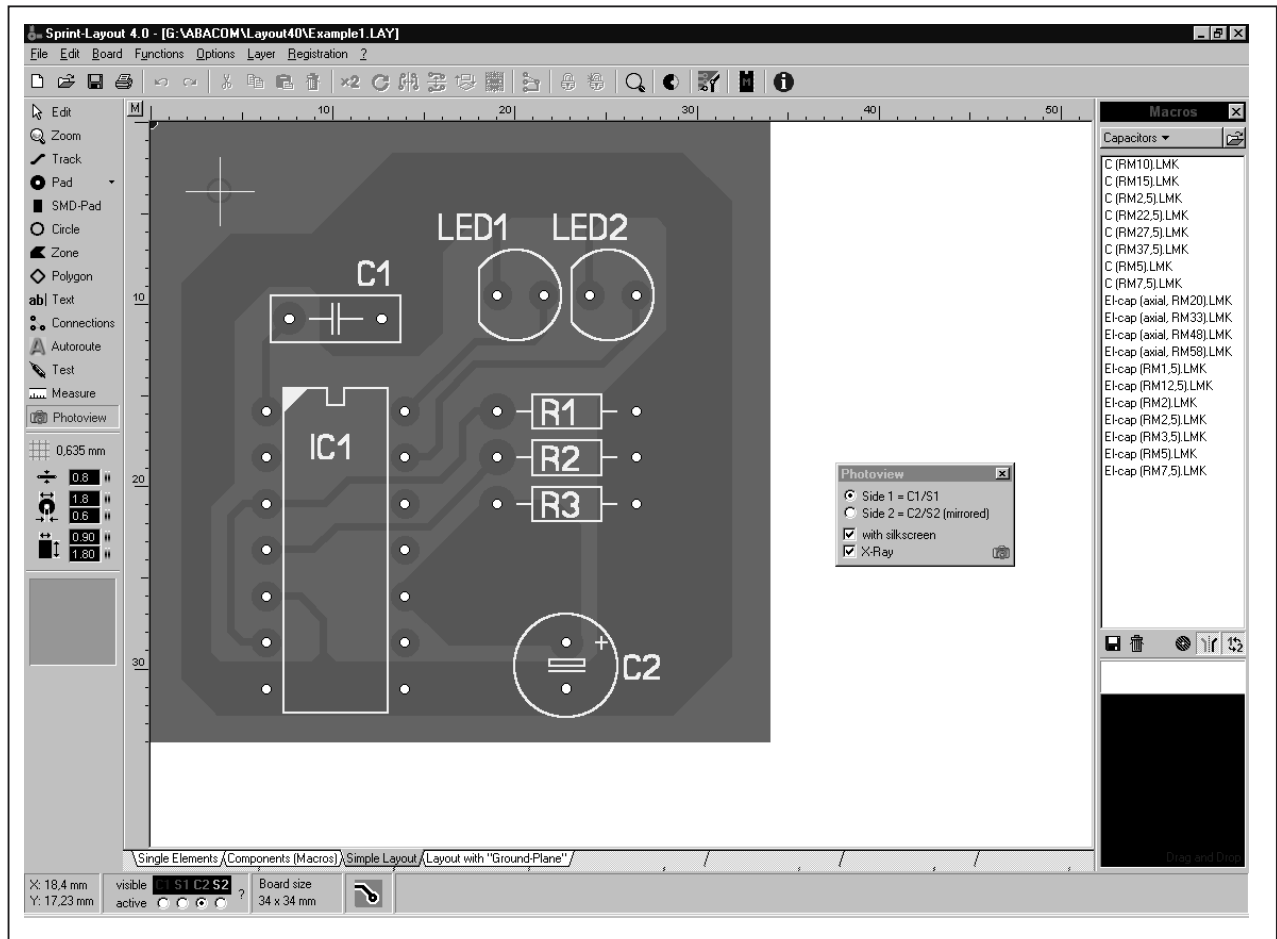 Sprint-Layout 4.0 - [G:\ABACOM\Layout40\Example1.LAY]
File Edit Board Functions Options Layer Registration ?
×2
M
Edit
Zoom
Track
Pad
SMD-Pad
Circle
Zone
Polygon
ab| Text
Connections
Autoroute
Test
Measure
Photoview
0,635 mm
0.8
1.8
0.6
0.90
1.80
M
10 20 30 40 50
10
20
30
LED1 LED2
C1
IC1
R1
R2
R3
C2
Photoview
Side 1 = C1/S1
Side 2 = C2/S2 (mirrored)
with silkscreen
X-Ray
Macros
Capacitors
C (RM10).LMK
C (RM15).LMK
C (RM2,5).LMK
C (RM22,5).LMK
C (RM27,5).LMK
C (RM37,5).LMK
C (RM5).LMK
C (RM7,5).LMK
El-cap (axial, RM20).LMK
El-cap (axial, RM33).LMK
El-cap (axial, RM48).LMK
El-cap (axial, RM58).LMK
El-cap (RM1,5).LMK
El-cap (RM12,5).LMK
El-cap (RM2).LMK
El-cap (RM2,5).LMK
El-cap (RM3,5).LMK
El-cap (RM5).LMK
El-cap (RM7,5).LMK
Drag and Drop
Single Elements Components (Macros) Simple Layout Layout with "Ground-Plane"
X: 18,4 mm
Y: 17,23 mm
visible C1 S1 C2 S2
active ?
Board size
34 x 34 mm